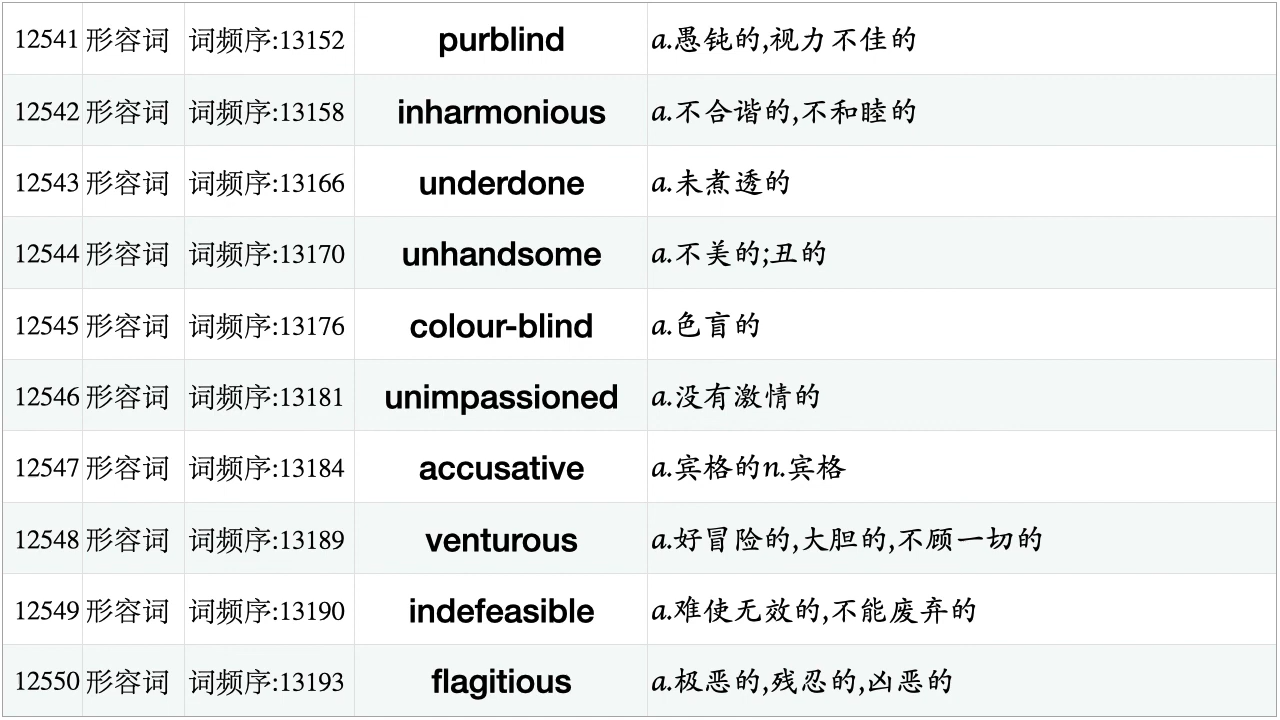 12541 形容词 词频序:13152 purblind a.愚钝的,视力不佳的
12542 形容词 词频序:13158 inharmonious a.不合谐的,不和睦的
12543 形容词 词频序:13166 underdone a.未煮透的
12544 形容词 词频序:13170 unhandsome a.不美的;丑的
12545 形容词 词频序:13176 colour-blind a.色盲的
12546 形容词 词频序:13181 unimpassioned a.没有激情的
12547 形容词 词频序:13184 accusative a.宾格的n.宾格
12548 形容词 词频序:13189 venturous a.好冒险的,大胆的,不顾一切的
12549 形容词 词频序:13190 indefeasible a.难使无效的,不能废弃的
12550 形容词 词频序:13193 flagitious a.极恶的,残忍的,凶恶的